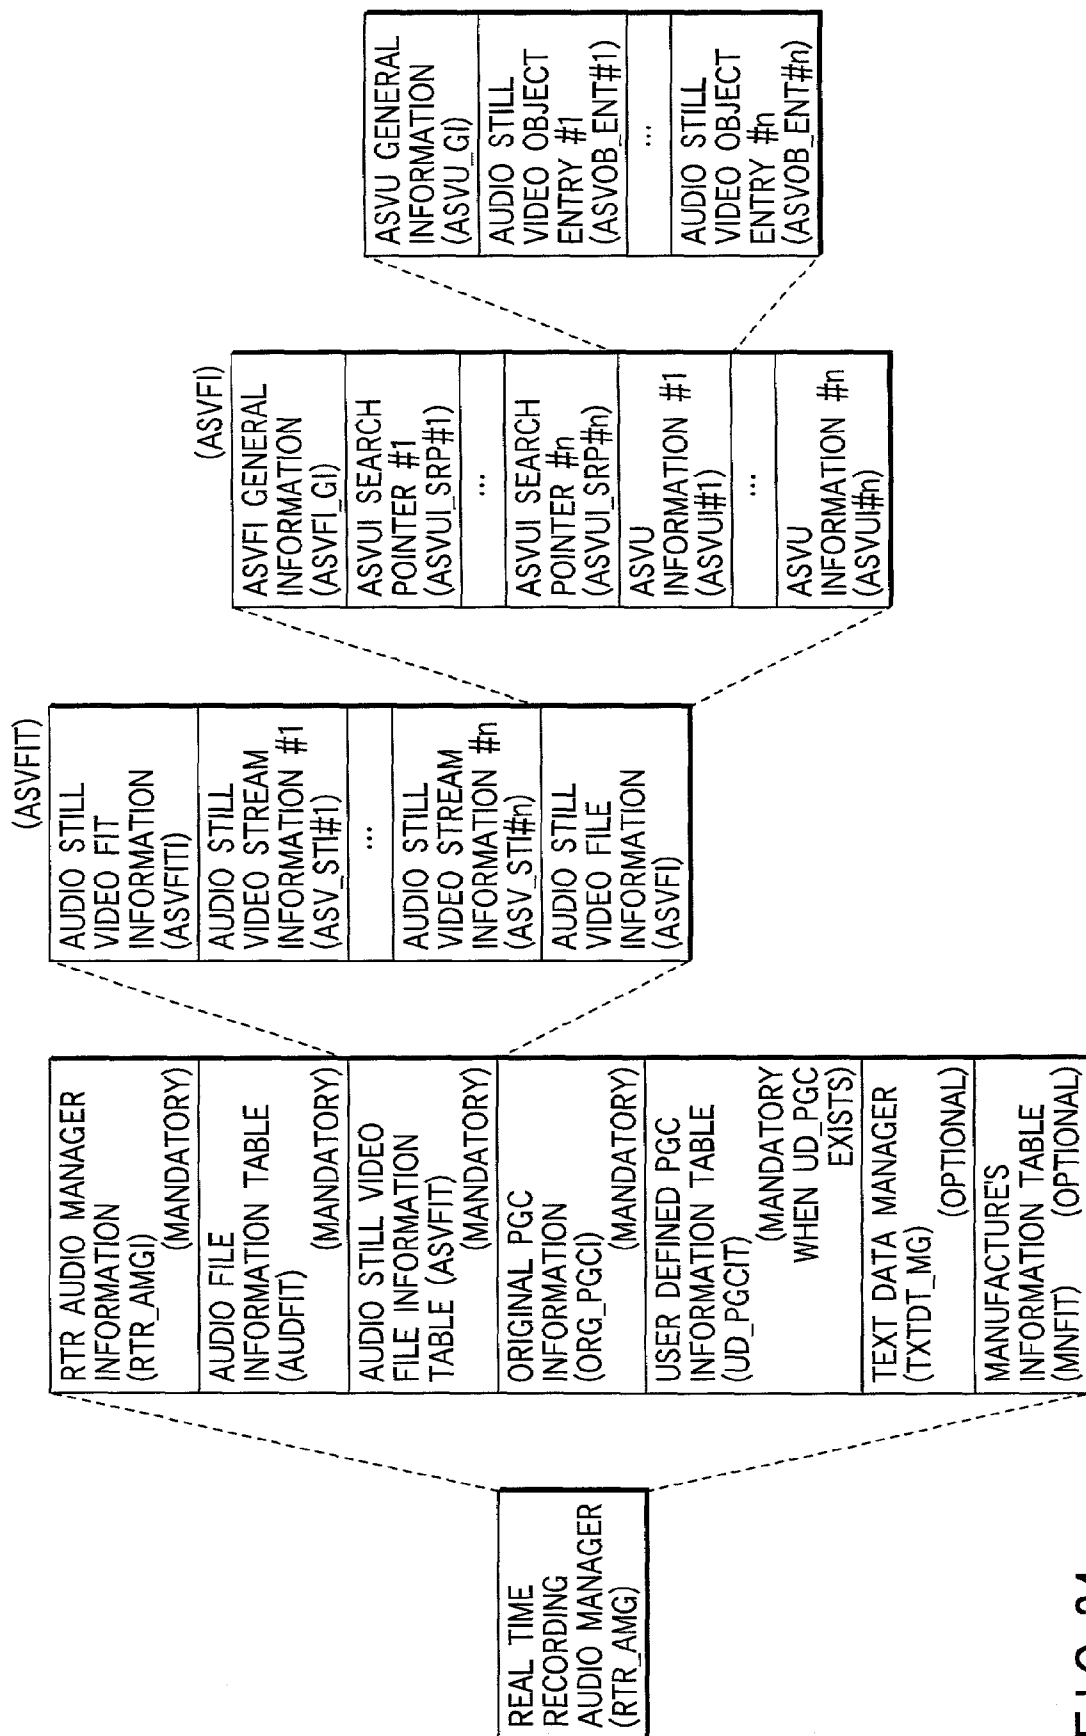 REAL TIME
RECORDING
AUDIO MANAGER
(RTR_AMG)
RTR AUDIO MANAGER
INFORMATION
(RTR_AMGI)
(MANDATORY)
AUDIO FILE
INFORMATION TABLE
(AUDFIT)
(MANDATORY)
AUDIO STILL VIDEO
FILE INFORMATION
TABLE (ASVFIT)
(MANDATORY)
ORIGINAL PGC
INFORMATION
(ORG_PGCI)
(MANDATORY)
USER DEFINED PGC
INFORMATION TABLE
(UD_PGCIT)
(MANDATORY
WHEN UD_PGC
EXISTS)
TEXT DATA MANAGER
(TXTDT_MG)
(OPTIONAL)
MANUFACTURE'S
INFORMATION TABLE
(MNFIT) (OPTIONAL)
(ASVFIT)
AUDIO STILL
VIDEO FIT
INFORMATION
(ASVFITI)
AUDIO STILL
VIDEO STREAM
INFORMATION #1
(ASV_STI#1)
...
AUDIO STILL
VIDEO STREAM
INFORMATION #n
(ASV_STI#n)
AUDIO STILL
VIDEO FILE
INFORMATION
(ASVFI)
(ASVFI)
ASVFI GENERAL
INFORMATION
(ASVFI_GI)
ASVUI SEARCH
POINTER #1
(ASVUI_SRP#1)
...
ASVUI SEARCH
POINTER #n
(ASVUI_SRP#n)
ASVU
INFORMATION #1
(ASVUI#1)
...
ASVU
INFORMATION #n
(ASVUI#n)
ASVU GENERAL
INFORMATION
(ASVU_GI)
AUDIO STILL
VIDEO OBJECT
ENTRY #1
(ASVOB_ENT#1)
...
AUDIO STILL
VIDEO OBJECT
ENTRY #n
(ASVOB_ENT#n)